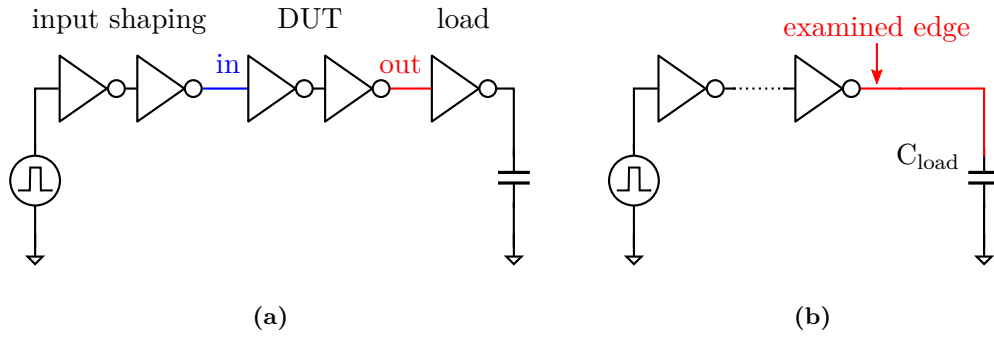 input shaping
DUT
load
in
out
(a)
examined edge
C_load
(b)